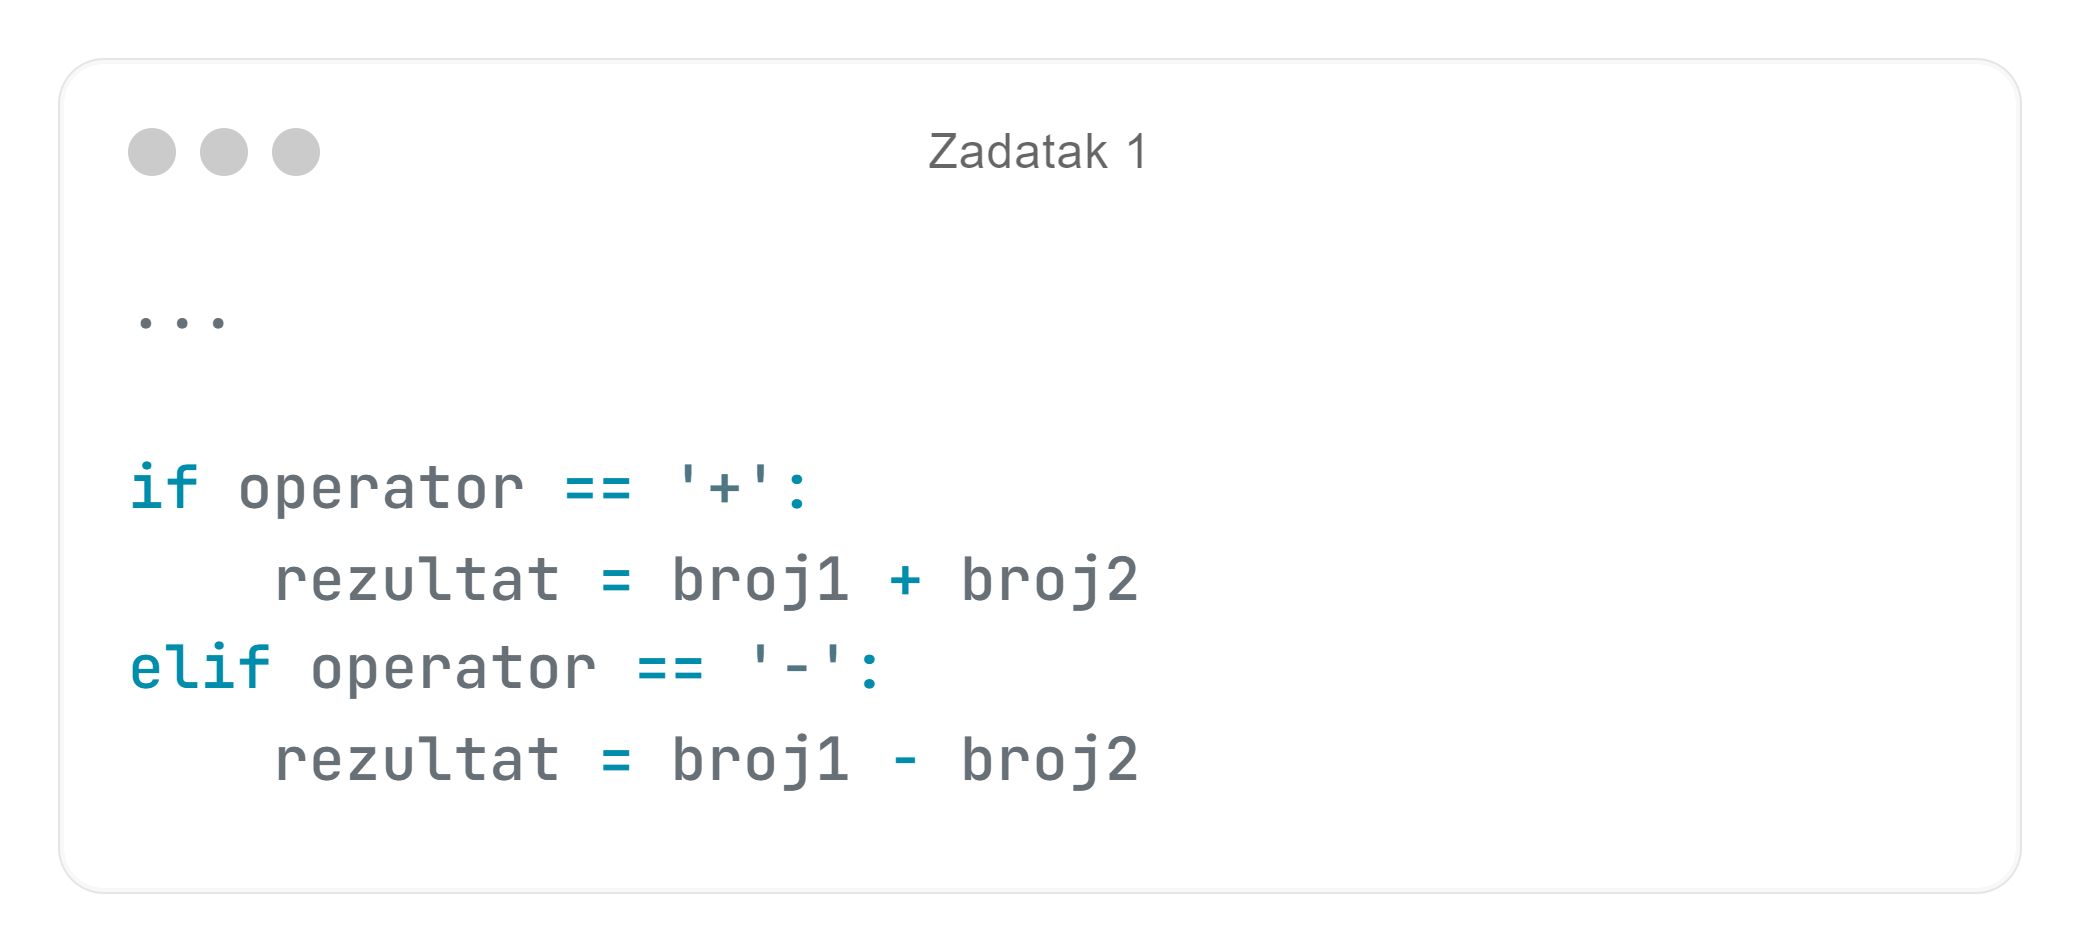 Zadatak 1
...
if operator == '+':
    rezultat = broj1 + broj2
elif operator == '-':
    rezultat = broj1 - broj2